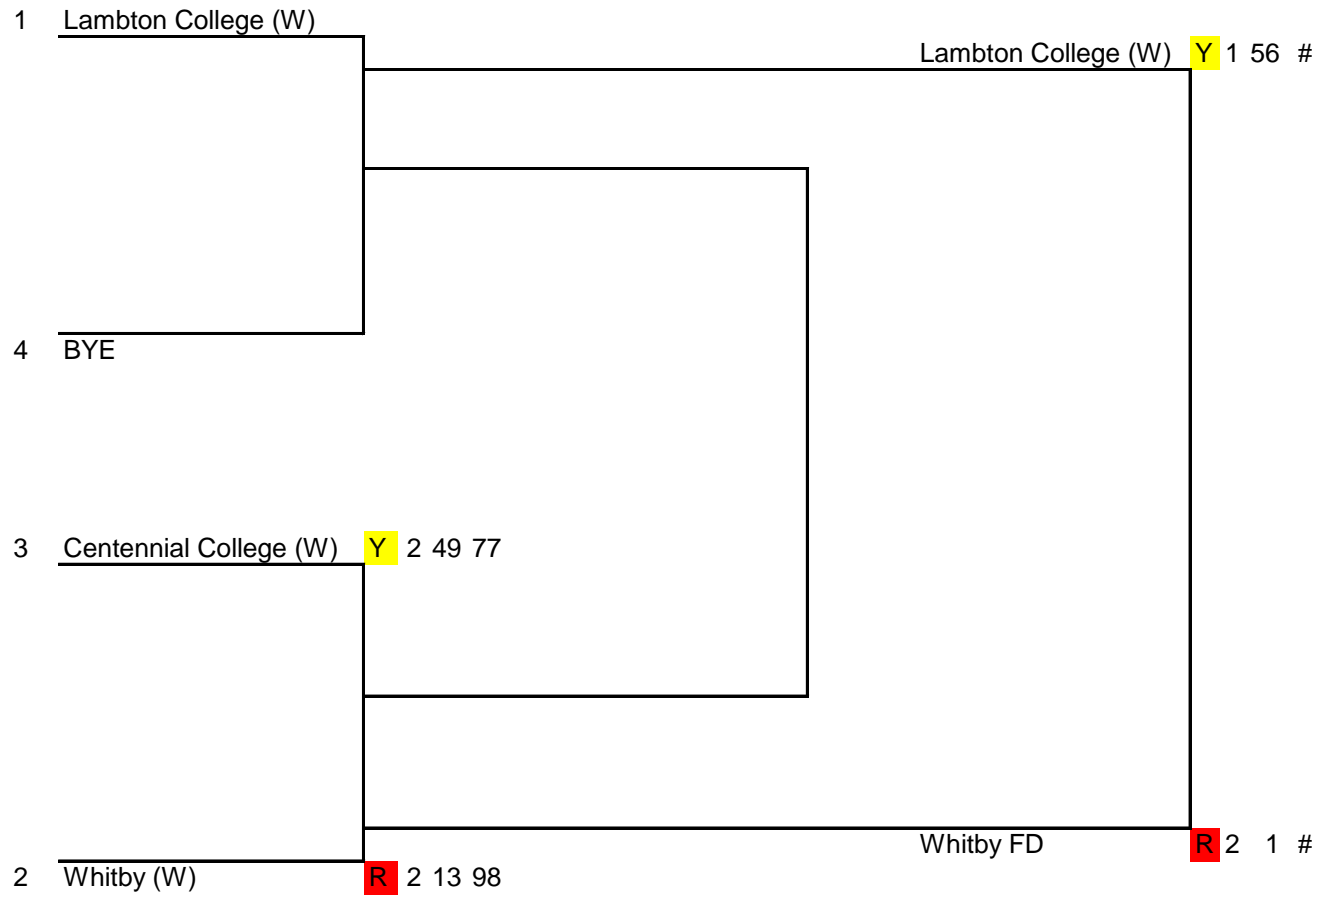 1 Lambton College (W)
Lambton College (W) Y 1 56 #
4 BYE
3 Centennial College (W) Y 2 49 77
Whitby FD R 2 1 #
2 Whitby (W) R 2 13 98